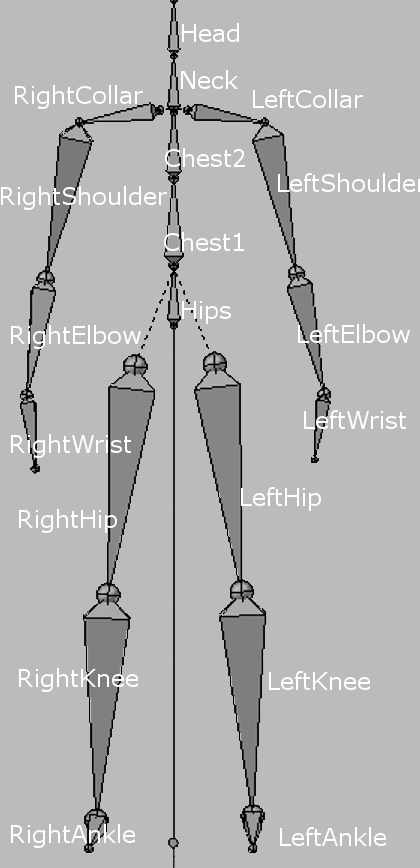 Head
Neck
RightCollar
LeftCollar
Chest2
LeftShoulder
RightShoulder
Chest1
Hips
RightElbow
LeftElbow
LeftWrist
RightWrist
LeftHip
RightHip
RightKnee
LeftKnee
RightAnkle
LeftAnkle